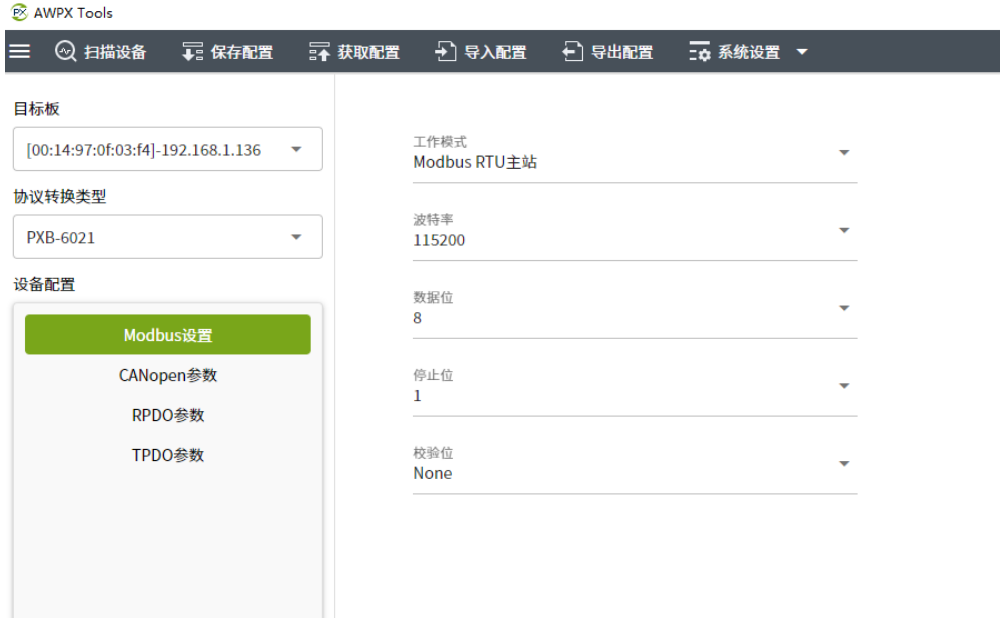 AWPX Tools
扫描设备 保存配置 获取配置 导入配置 导出配置 系统设置
目标板
[00:14:97:0f:03:f4]-192.168.1.136
协议转换类型
PXB-6021
设备配置
Modbus设置
CANopen参数
RPDO参数
TPDO参数
工作模式
Modbus RTU主站
波特率
115200
数据位
8
停止位
1
校验位
None